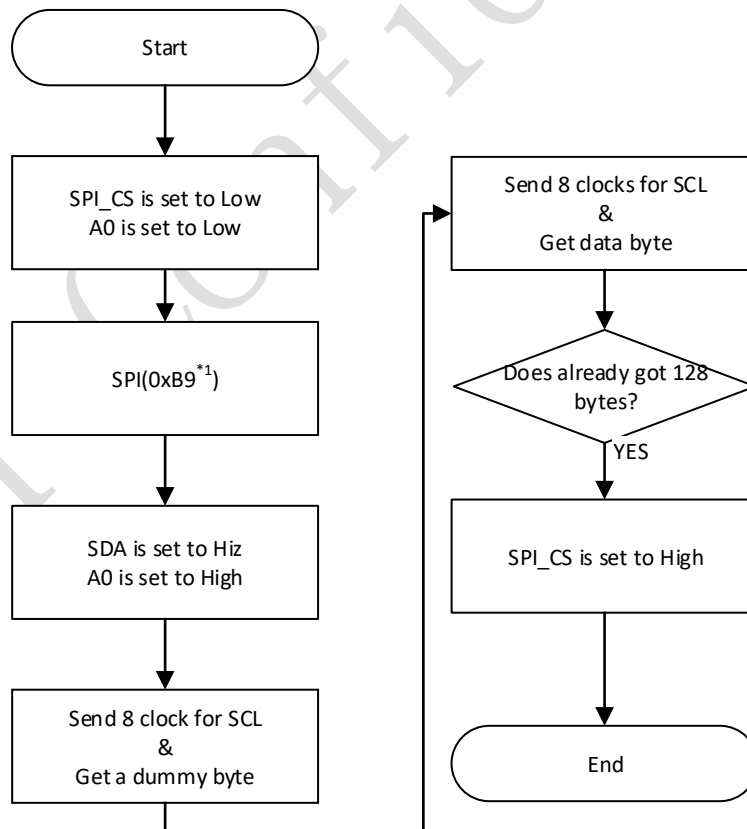 Start
SPI_CS is set to Low
A0 is set to Low
SPI(0xB9*1)
SDA is set to Hiz
A0 is set to High
Send 8 clock for SCL
&
Get a dummy byte
Send 8 clocks for SCL
&
Get data byte
Does already got 128
bytes?
YES
SPI_CS is set to High
End